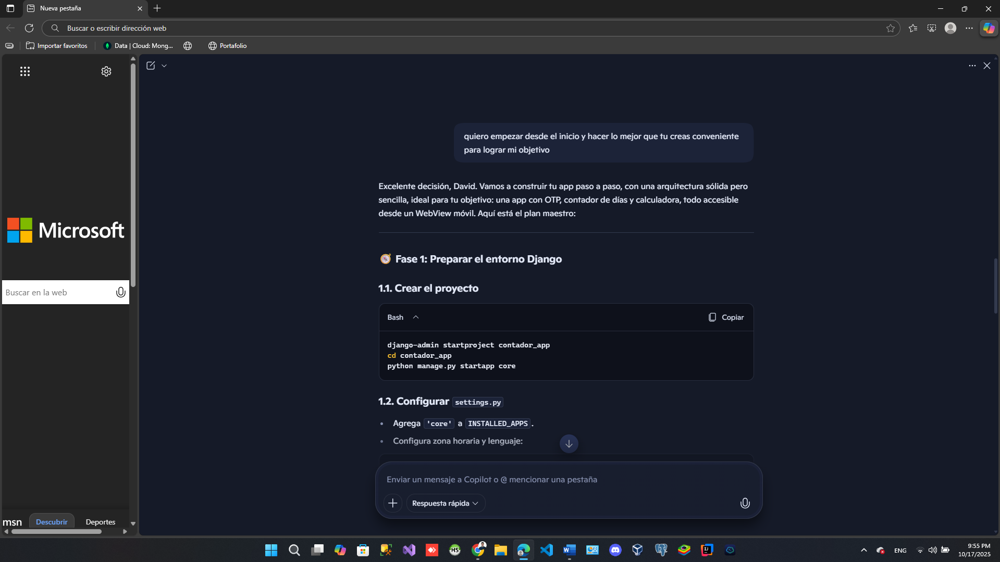 Nueva pestaña
Buscar o escribir dirección web
Importar favoritos
Data | Cloud: Mong...
Portafolio
Microsoft
Buscar en la web
msn
Descubrir
Deportes
quiero empezar desde el inicio y hacer lo mejor que tu creas conveniente
para lograr mi objetivo
Excelente decisión, David. Vamos a construir tu app paso a paso, con una arquitectura sólida pero
sencilla, ideal para tu objetivo: una app con OTP, contador de días y calculadora, todo accesible
desde un WebView móvil. Aquí está el plan maestro:
Fase 1: Preparar el entorno Django
1.1. Crear el proyecto
Bash
Copiar
django-admin startproject contador_app
cd contador_app
python manage.py startapp core
1.2. Configurar settings.py
• Agrega 'core' a INSTALLED_APPS.
• Configura zona horaria y lenguaje:
Enviar un mensaje a Copilot o @ mencionar una pestaña
Respuesta rápida
HS
ENG
9:55 PM
10/17/2025